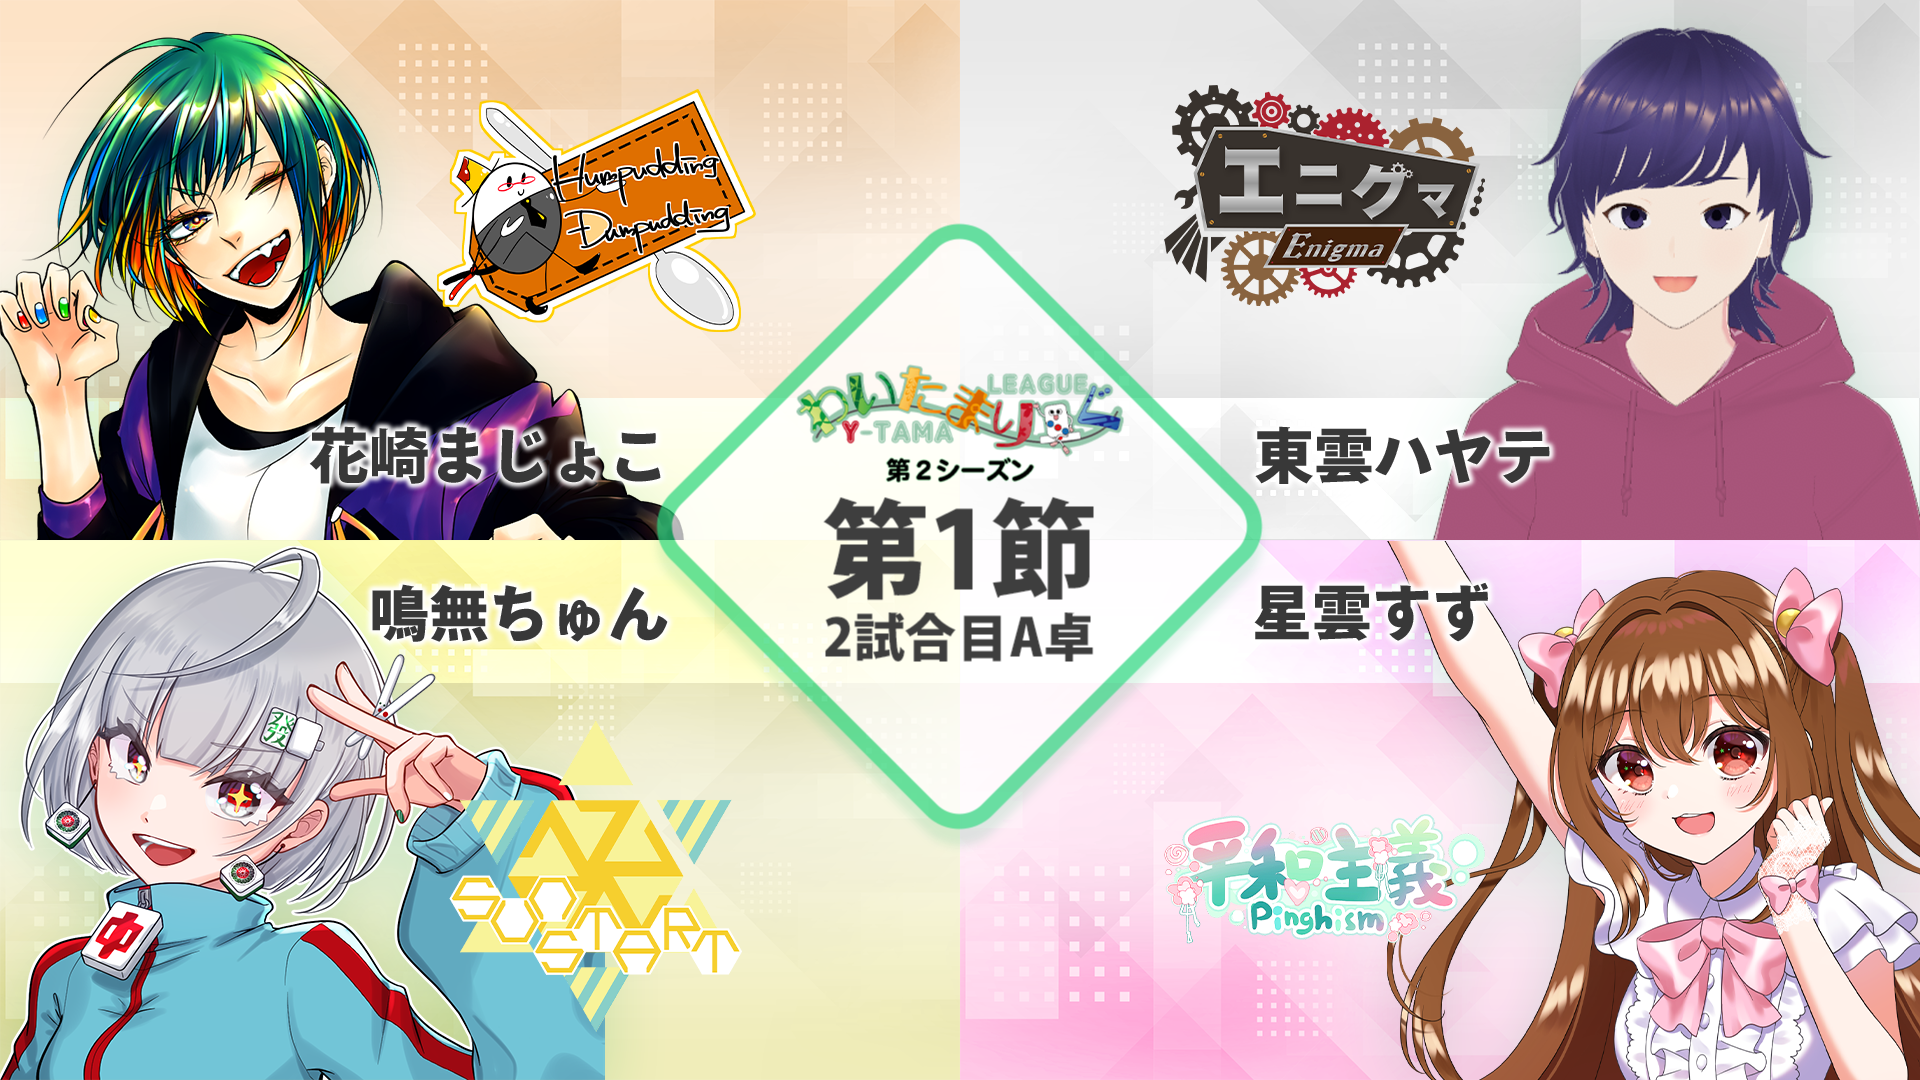 Humpudding
Dumpudding
エニグマ
Enigma
花崎まじょこ
東雲ハヤテ
わいたまりーぐ
LEAGUE
Y-TAMA
第2シーズン
第1節
2試合目A卓
鳴無ちゅん
星雲すず
發
中
SUOSTART
平和主義
Pinghism